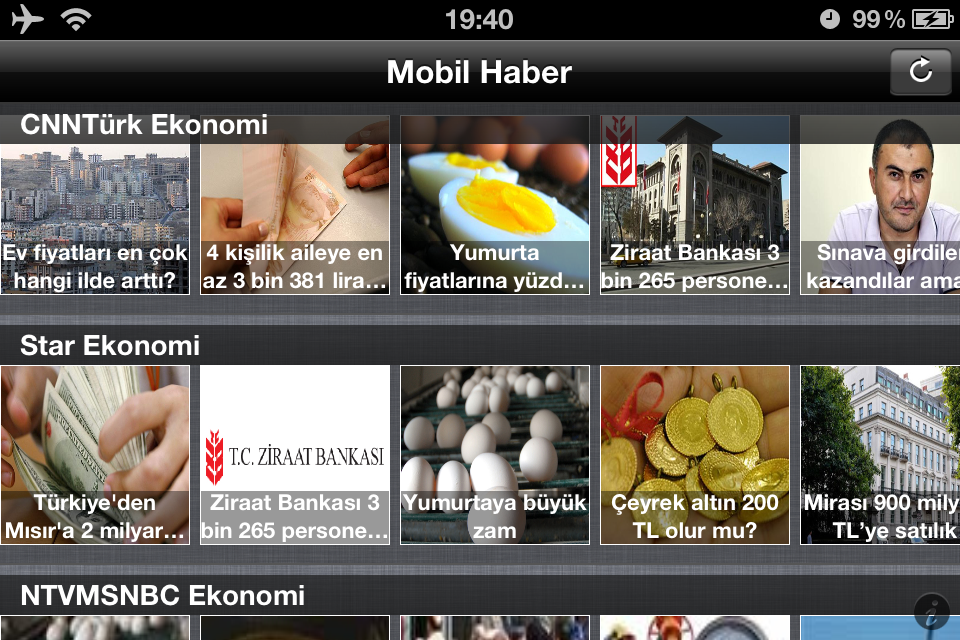 19:40
99 %
Mobil Haber
CNNTürk Ekonomi
Ev fiyatları en çok
hangi ilde arttı?
4 kişilik aileye en
az 3 bin 381 lira...
Yumurta
fiyatlarına yüzd...
Ziraat Bankası 3
bin 265 persone...
Sınava girdiler
kazandılar ama
Star Ekonomi
Türkiye'den
Mısır'a 2 milyar...
T.C. ZİRAAT BANKASI
Ziraat Bankası 3
bin 265 persone...
Yumurtaya büyük
zam
Çeyrek altın 200
TL olur mu?
Mirası 900 mily
TL’ye satılık
NTVMSNBC Ekonomi